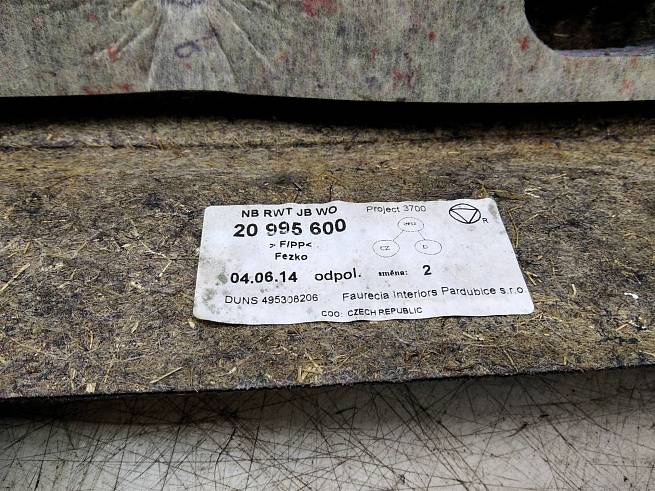 NB RWT JB WO Project 3700
20 995 600
> F/PP< CZ D
Fezko
04.06.14 odpol. směna: 2
DUNS 495308206 Faurecia Interiors Pardubice s.r.o
COO: CZECH REPUBLIC
R